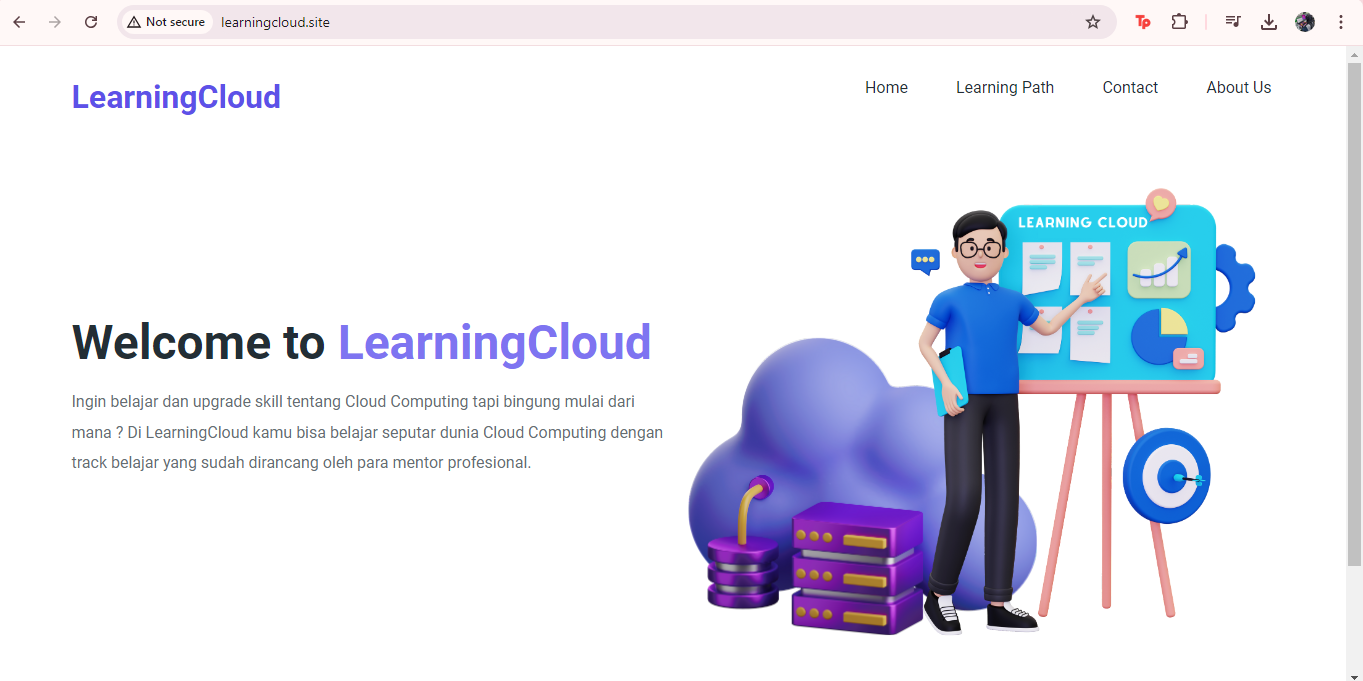 Not secure learningcloud.site
Tp
LearningCloud
Home Learning Path Contact About Us
LEARNING CLOUD
Welcome to LearningCloud
Ingin belajar dan upgrade skill tentang Cloud Computing tapi bingung mulai dari
mana ? Di LearningCloud kamu bisa belajar seputar dunia Cloud Computing dengan
track belajar yang sudah dirancang oleh para mentor profesional.